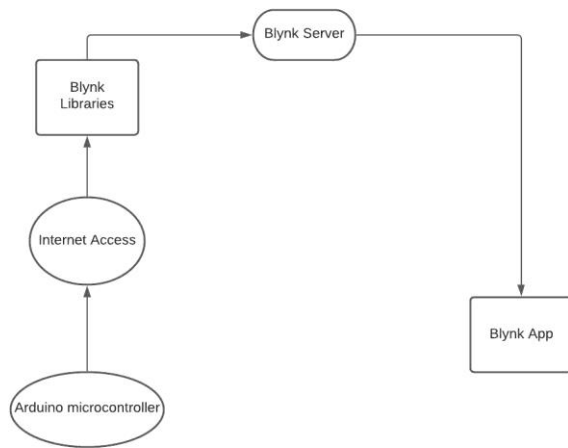 Blynk Server
Blynk
Libraries
Internet Access
Blynk App
Arduino microcontroller